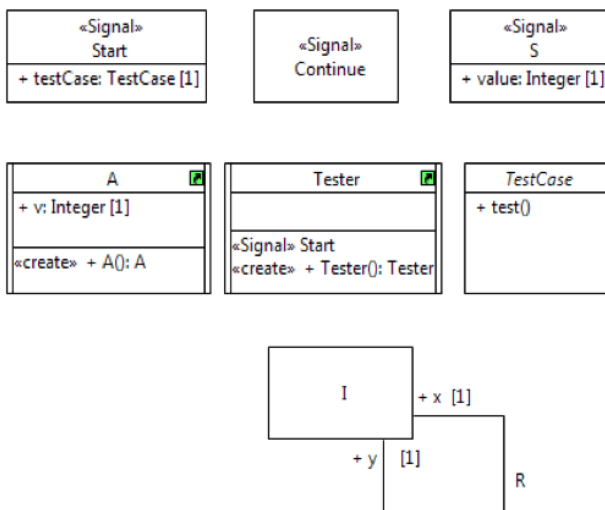 «Signal»
Start
+ testCase: TestCase [1]
«Signal»
Continue
«Signal»
S
+ value: Integer [1]
A
+ v: Integer [1]
«create» + A(): A
Tester
«Signal» Start
«create» + Tester(): Tester
TestCase
+ test()
I
+ x [1]
+ y [1]
R